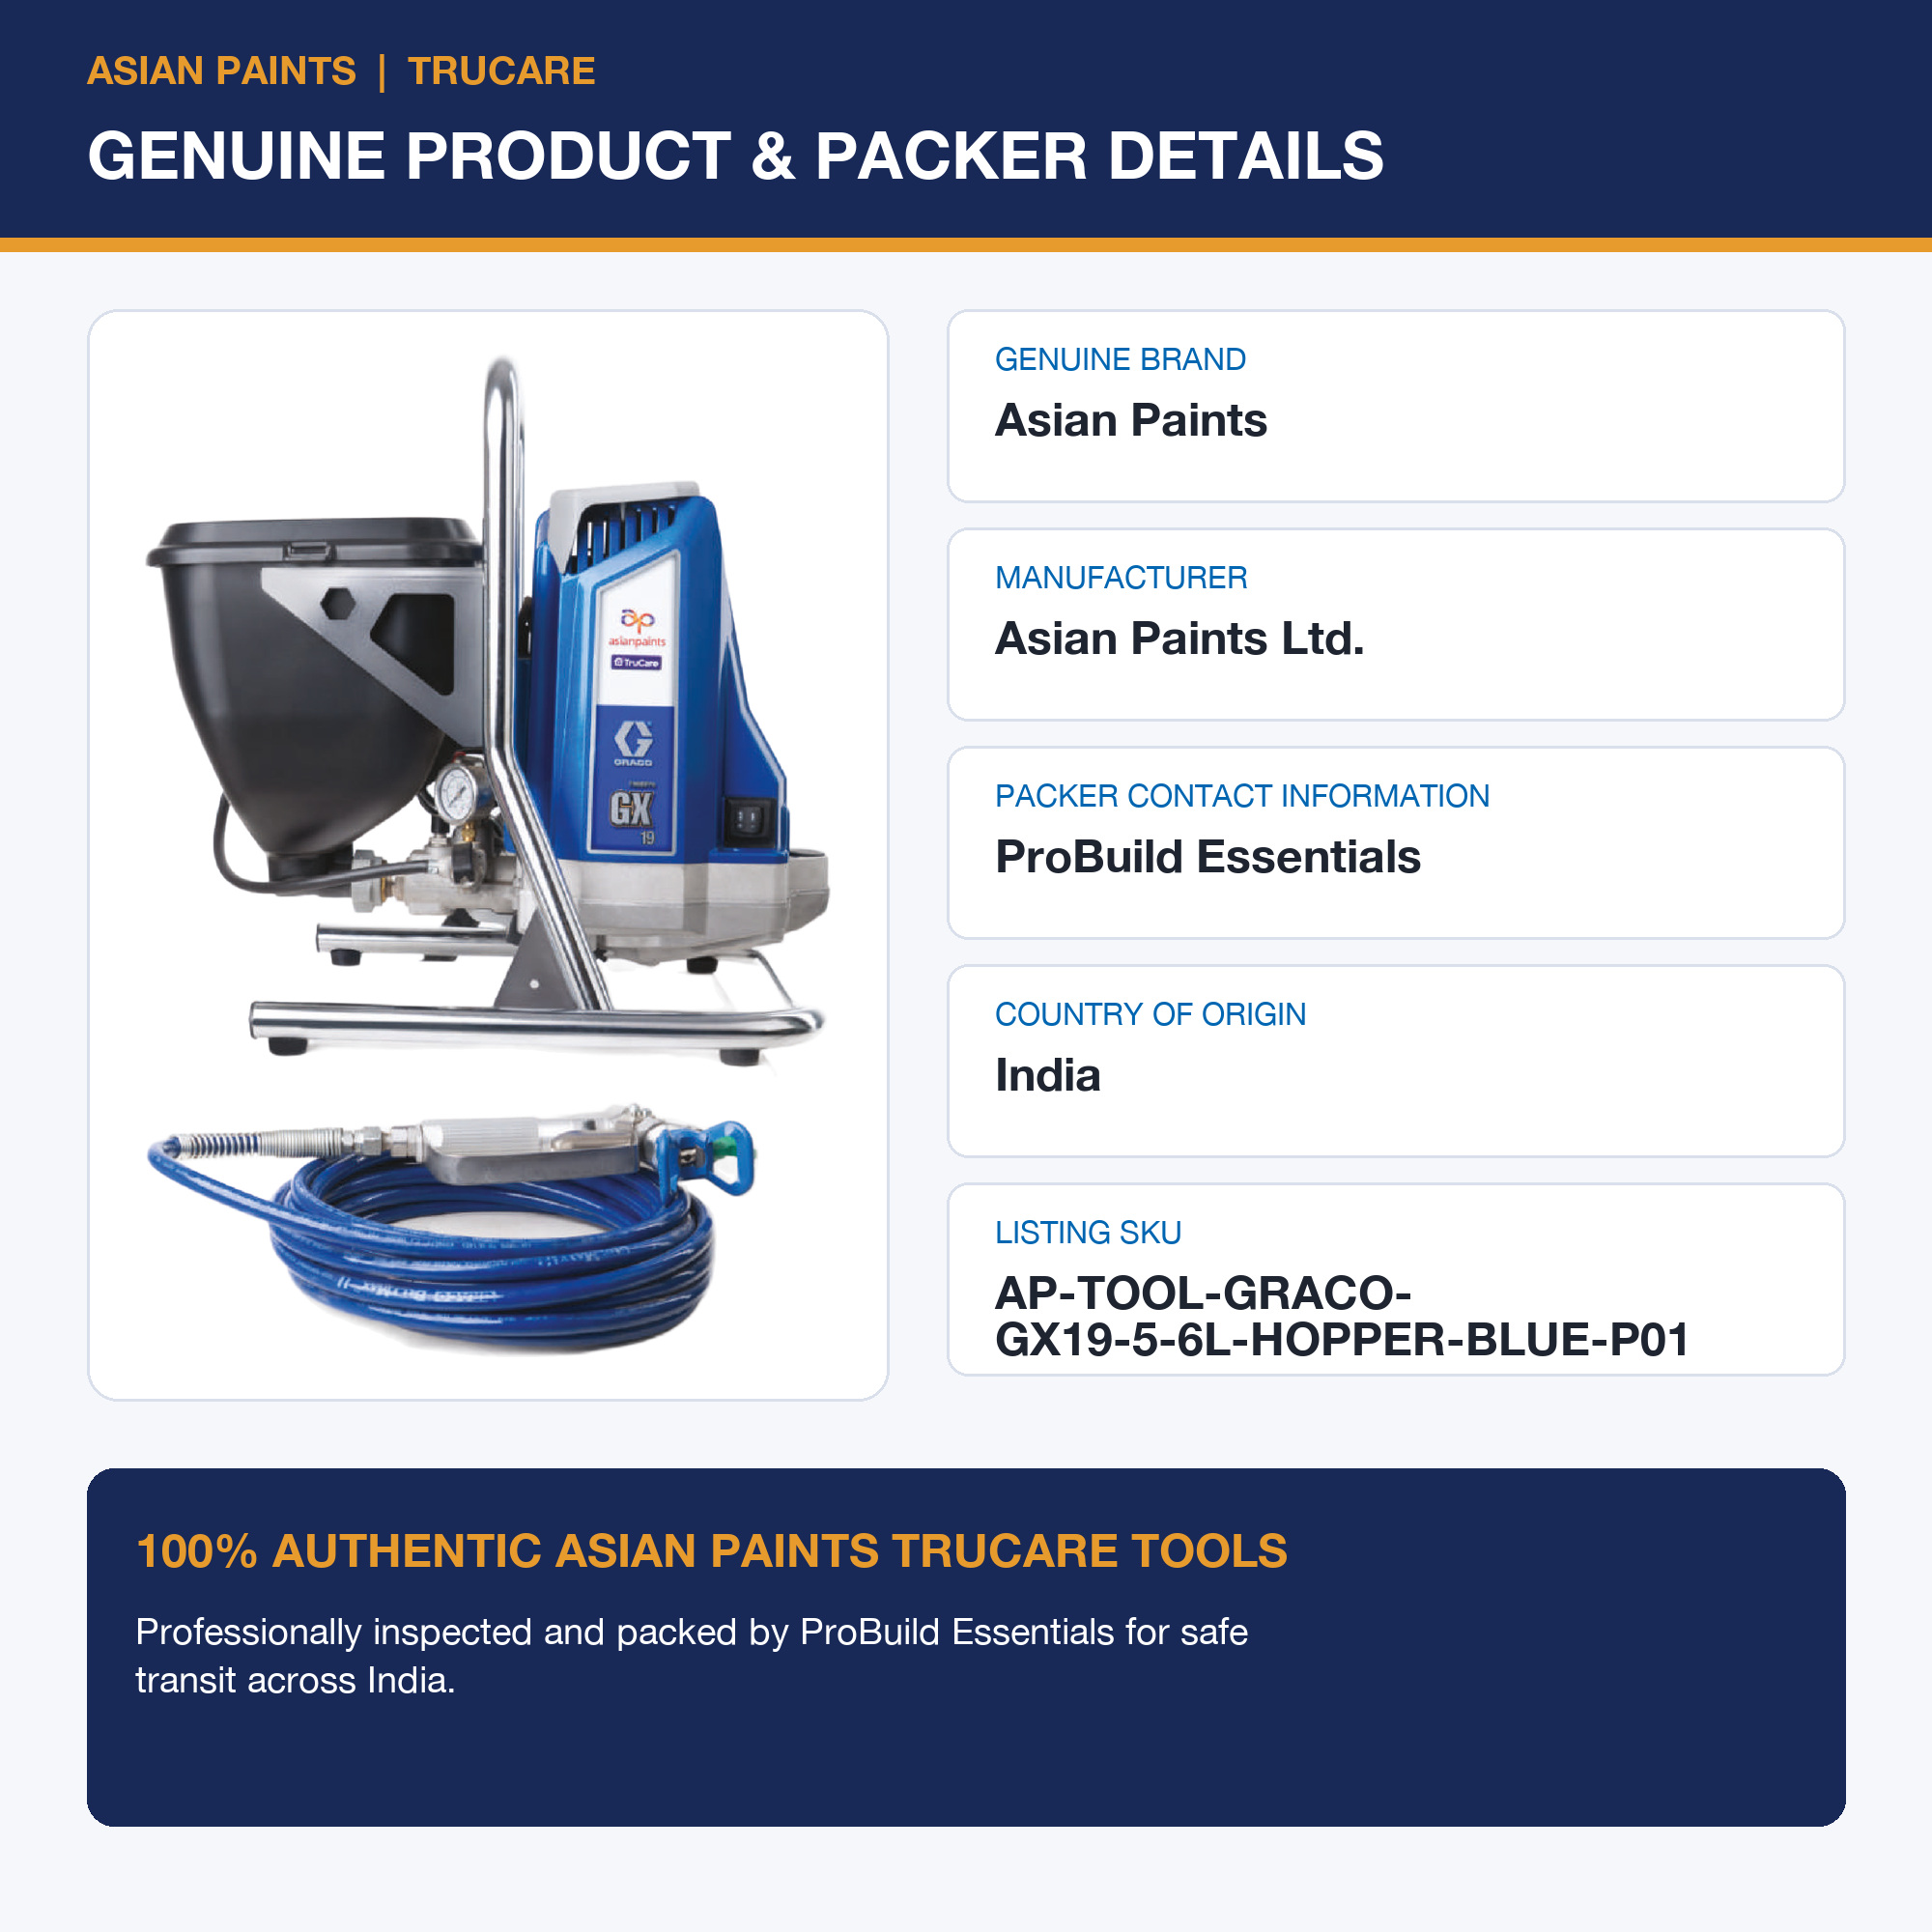 ASIAN PAINTS | TRUCARE
GENUINE PRODUCT & PACKER DETAILS
asianpaints
TruCare
GRACO
GX
19
GENUINE BRAND
Asian Paints
MANUFACTURER
Asian Paints Ltd.
PACKER CONTACT INFORMATION
ProBuild Essentials
COUNTRY OF ORIGIN
India
LISTING SKU
AP-TOOL-GRACO-
GX19-5-6L-HOPPER-BLUE-P01
100% AUTHENTIC ASIAN PAINTS TRUCARE TOOLS
Professionally inspected and packed by ProBuild Essentials for safe
transit across India.